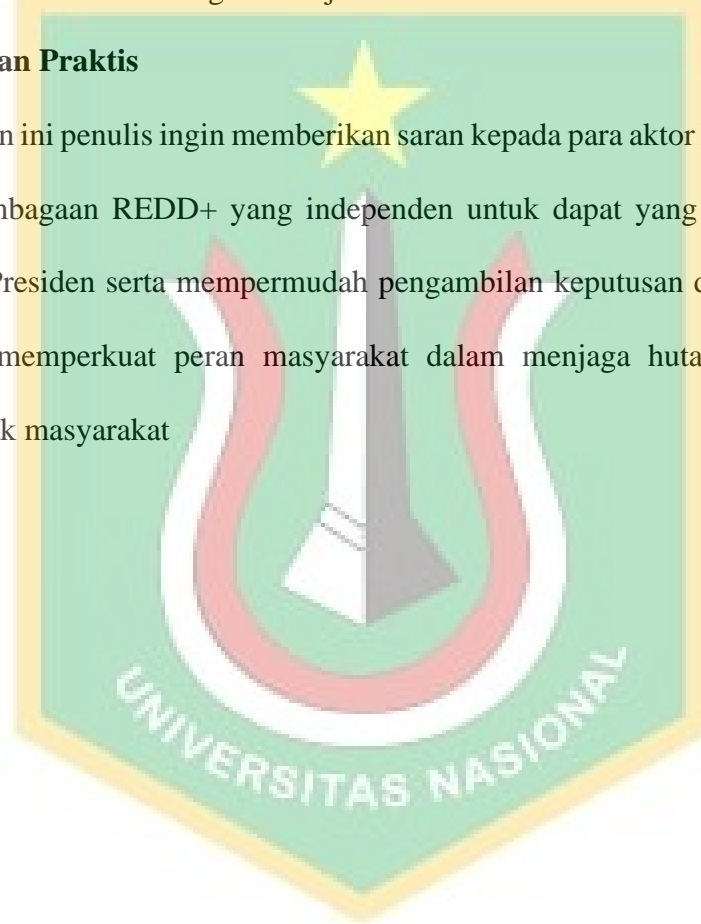 an Praktis
n ini penulis ingin memberikan saran kepada para aktor
mbagaan REDD+ yang independen untuk dapat yang
Presiden serta mempermudah pengambilan keputusan
memperkuat peran masyarakat dalam menjaga huta
k masyarakat
UNIVERSITAS NASIONAL